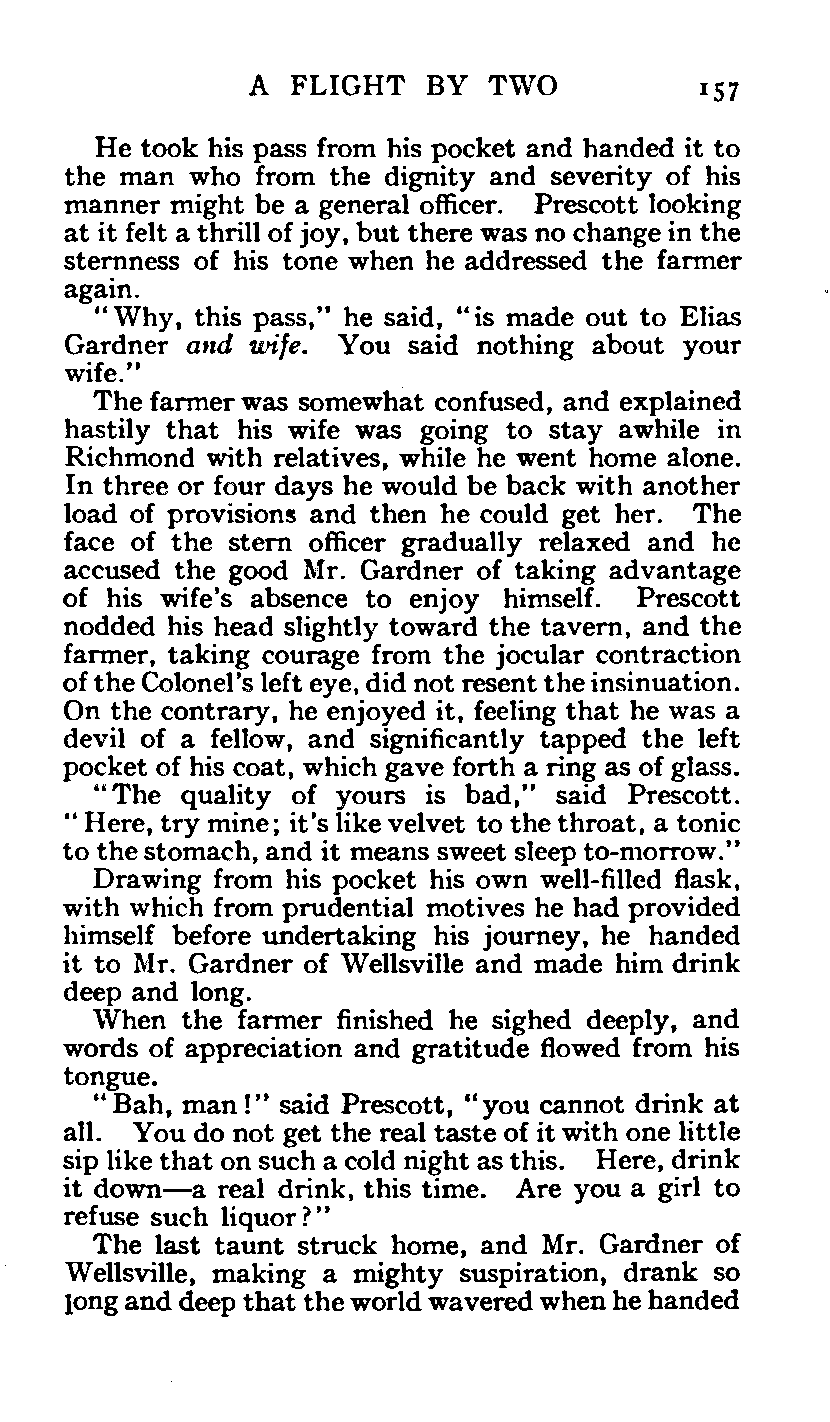 A FLIGHT BY TWO 157
He took his pass from his pocket and handed it to
the man who from the dignity and severity of his
manner might be a general officer. Prescott looking
at it felt a thrill of joy, but there was no change in the
sternness of his tone when he addressed the farmer
again.
"Why, this pass," he said, "is made out to Elias
Gardner and wife. You said nothing about your
wife."
The farmer was somewhat confused, and explained
hastily that his wife was going to stay awhile in
Richmond with relatives, while he went home alone.
In three or four days he would be back with another
load of provisions and then he could get her. The
face of the stern officer gradually relaxed and he
accused the good Mr. Gardner of taking advantage
of his wife's absence to enjoy himself. Prescott
nodded his head slightly toward the tavern, and the
farmer, taking courage from the jocular contraction
of the Colonel's left eye, did not resent the insinuation.
On the contrary, he enjoyed it, feeling that he was a
devil of a fellow, and significantly tapped the left
pocket of his coat, which gave forth a ring as of glass.
"The quality of yours is bad," said Prescott.
"Here, try mine; it's like velvet to the throat, a tonic
to the stomach, and it means sweet sleep to-morrow."
Drawing from his pocket his own well-filled flask,
with which from prudential motives he had provided
himself before undertaking his journey, he handed
it to Mr. Gardner of Wellsville and made him drink
deep and long.
When the farmer finished he sighed deeply, and
words of appreciation and gratitude flowed from his
tongue.
"Bah, man!" said Prescott, "you cannot drink at
all. You do not get the real taste of it with one little
sip like that on such a cold night as this. Here, drink
it down—a real drink, this time. Are you a girl to
refuse such liquor?"
The last taunt struck home, and Mr. Gardner of
Wellsville, making a mighty suspiration, drank so
long and deep that the world wavered when he handed